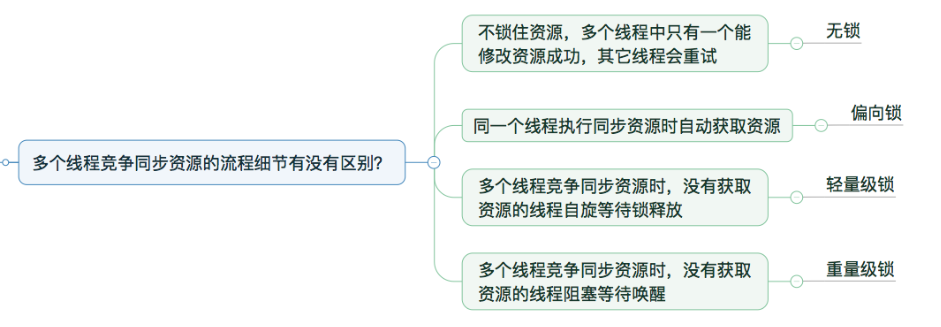 多个线程竞争同步资源的流程细节有没有区别?
不锁住资源，多个线程中只有一个能
修改资源成功，其它线程会重试
无锁
同一个线程执行同步资源时自动获取资源
偏向锁
多个线程竞争同步资源时，没有获取
资源的线程自旋等待锁释放
轻量级锁
多个线程竞争同步资源时，没有获取
资源的线程阻塞等待唤醒
重量级锁